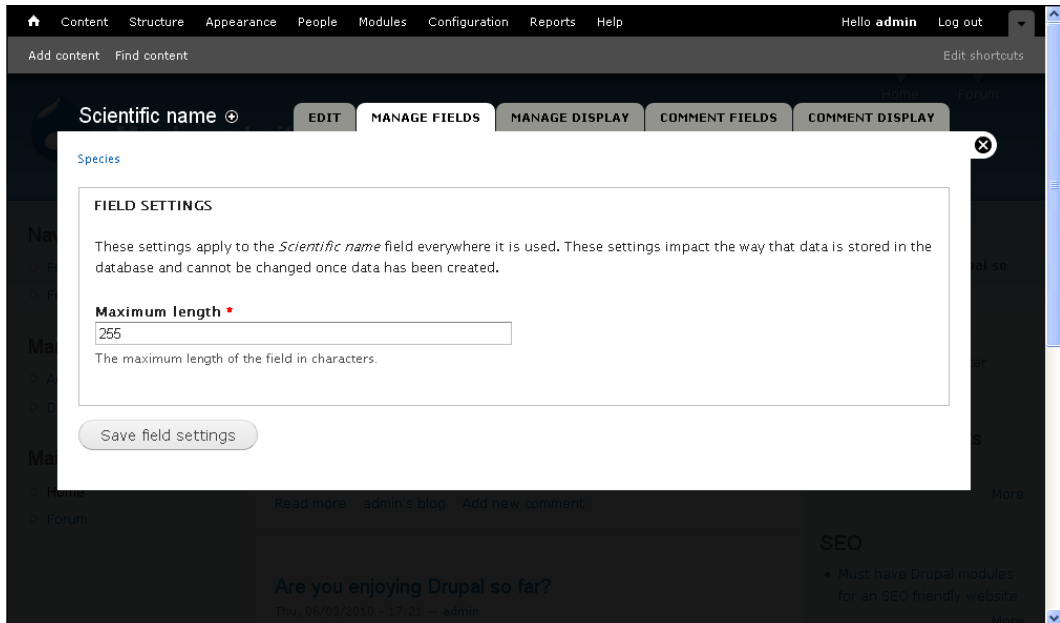 Content Structure Appearance People Modules Configuration Reports Help Hello admin Log out
Add content Find content Edit shortcuts
Home Forum
Scientific name EDIT MANAGE FIELDS MANAGE DISPLAY COMMENT FIELDS COMMENT DISPLAY
Species
FIELD SETTINGS
These settings apply to the Scientific name field everywhere it is used. These settings impact the way that data is stored in the
database and cannot be changed once data has been created.
Maximum length *
255
The maximum length of the field in characters.
Save field settings
Home
Forum
Read more admin's blog Add new comment
More
SEO
Are you enjoying Drupal so far?
Thu, 06/03/2010 - 17:21 — admin
• Must have Drupal modules
for an SEO friendly website
More